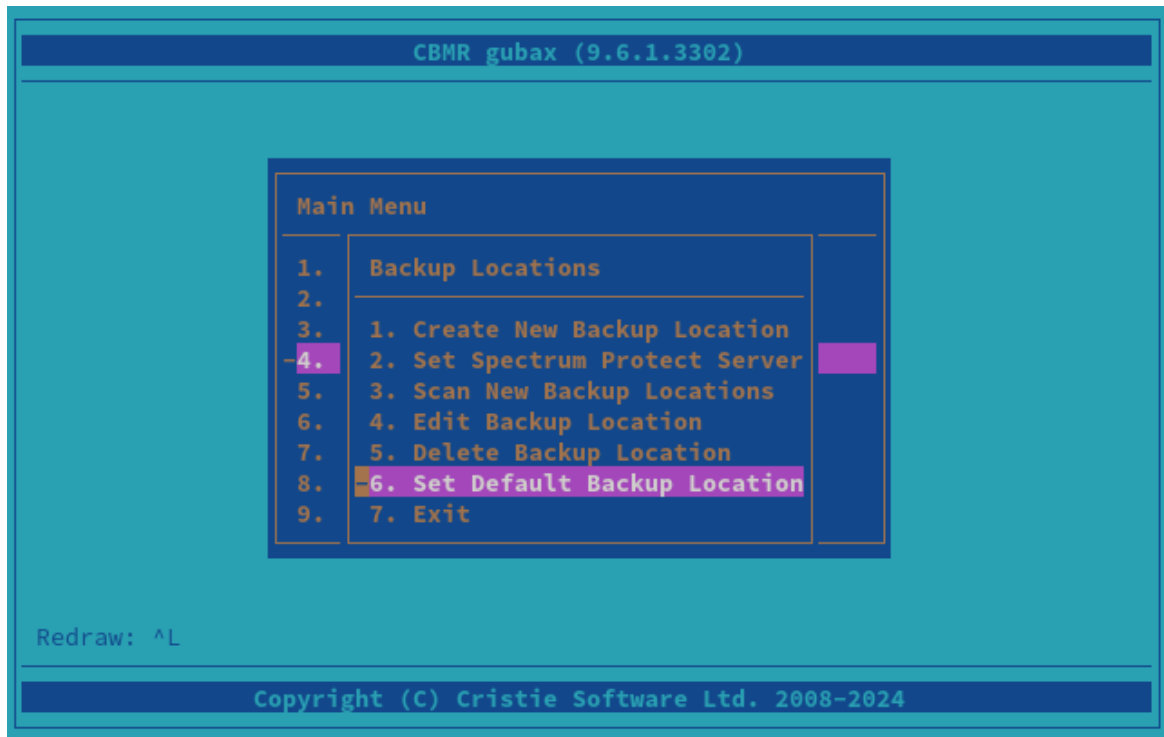 CBMR gubax (9.6.1.3302)
Main Menu
1.
Backup Locations
2.
3.
1. Create New Backup Location
-4.
2. Set Spectrum Protect Server
5.
3. Scan New Backup Locations
6.
4. Edit Backup Location
7.
5. Delete Backup Location
8.
-6. Set Default Backup Location
9.
7. Exit
Redraw: ^L
Copyright (C) Cristie Software Ltd. 2008-2024